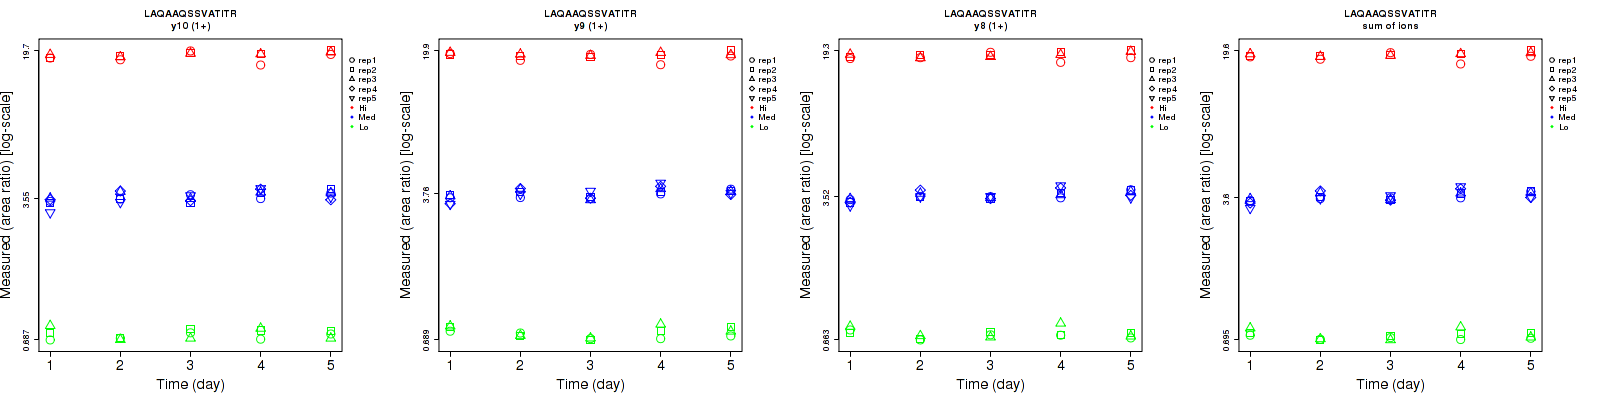 LAQAAQSSVATITR
y10 (1+)
Measured (area ratio) [log-scale]
19.7
3.55
0.687
1 2 3 4 5
Time (day)
rep1
rep2
rep3
rep4
rep5
Hi
Med
Lo
LAQAAQSSVATITR
y9 (1+)
Measured (area ratio) [log-scale]
19.9
3.76
0.689
1 2 3 4 5
Time (day)
rep1
rep2
rep3
rep4
rep5
Hi
Med
Lo
LAQAAQSSVATITR
y8 (1+)
Measured (area ratio) [log-scale]
19.3
3.52
0.683
1 2 3 4 5
Time (day)
rep1
rep2
rep3
rep4
rep5
Hi
Med
Lo
LAQAAQSSVATITR
sum of ions
Measured (area ratio) [log-scale]
19.6
3.6
0.695
1 2 3 4 5
Time (day)
rep1
rep2
rep3
rep4
rep5
Hi
Med
Lo